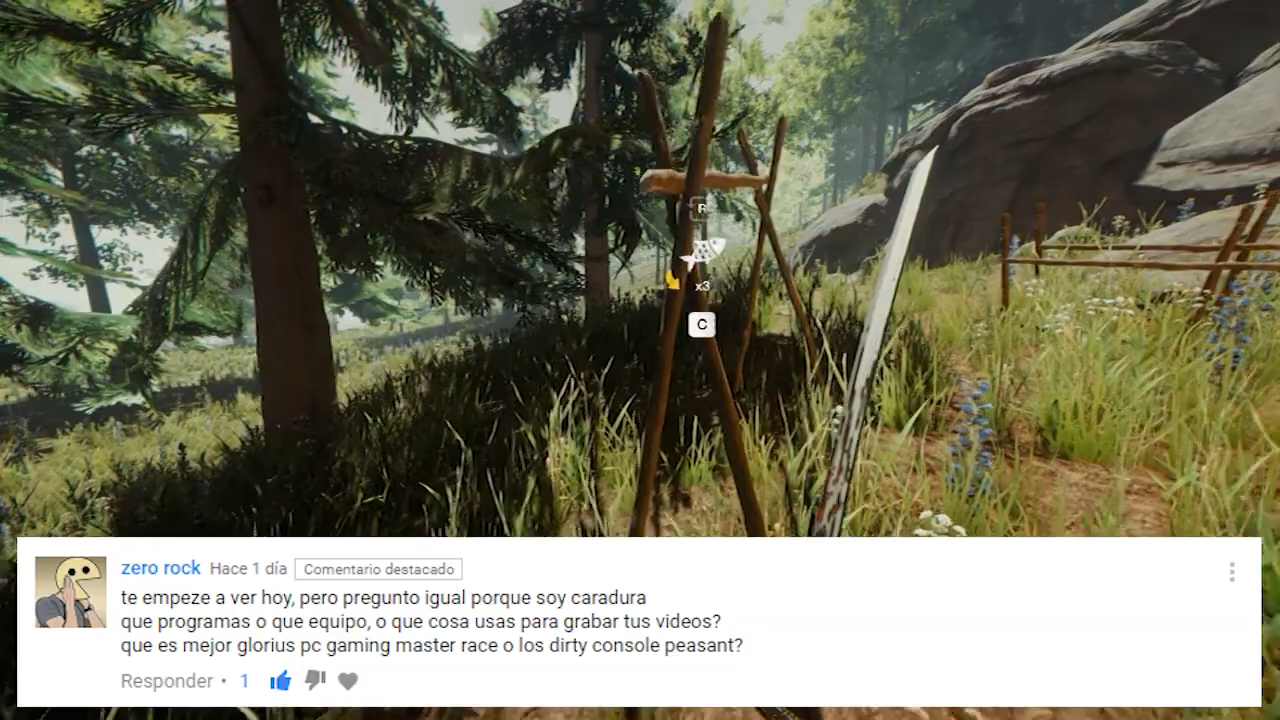 R
x3
C
zero rock Hace 1 día Comentario destacado
te empeze a ver hoy, pero pregunto igual porque soy caradura
que programas o que equipo, o que cosa usas para grabar tus videos?
que es mejor glorius pc gaming master race o los dirty console peasant?
Responder • 1